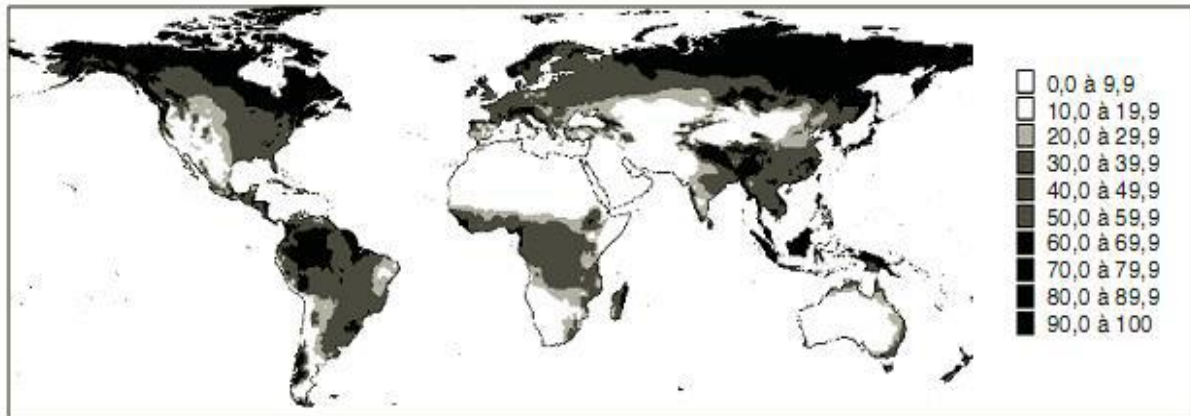 0,0 à 9,9
10,0 à 19,9
20,0 à 29,9
30,0 à 39,9
40,0 à 49,9
50,0 à 59,9
60,0 à 69,9
70,0 à 79,9
80,0 à 89,9
90,0 à 100